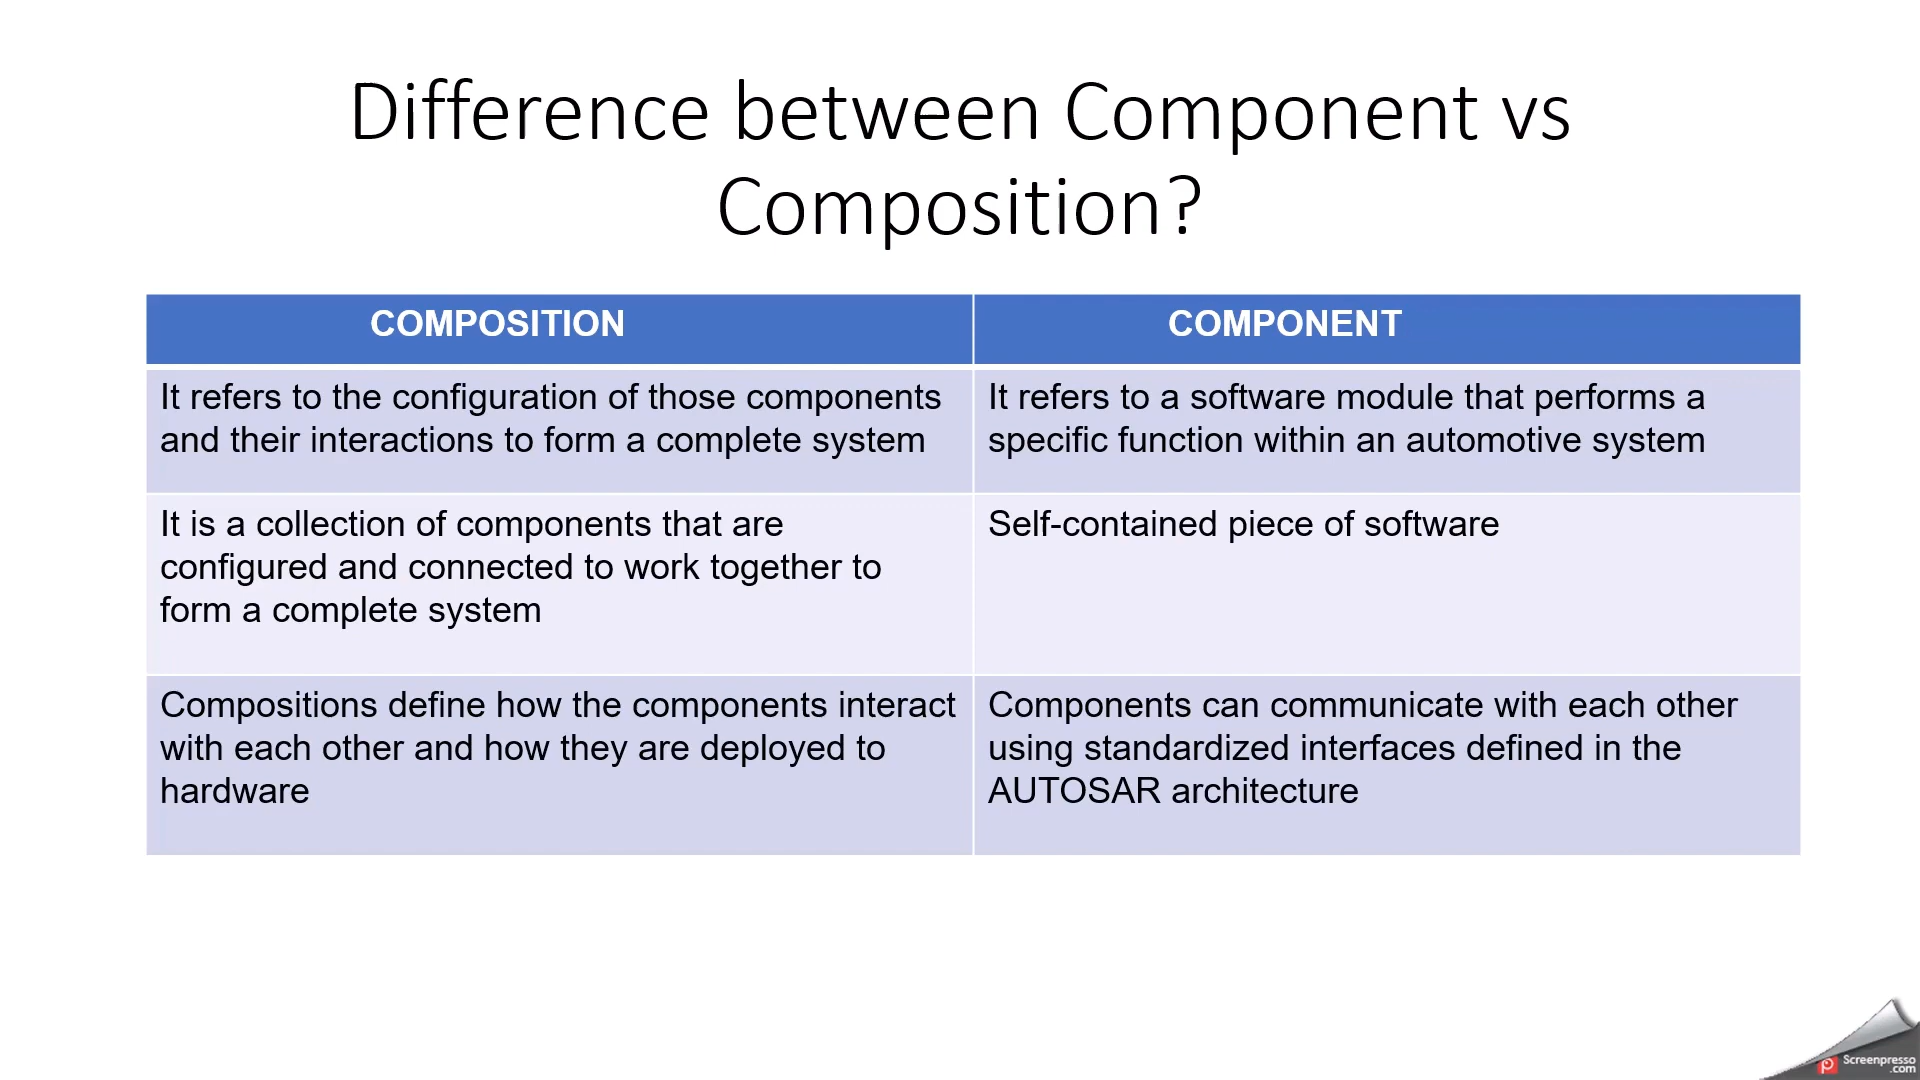 Difference between Component vs
Composition?
COMPOSITION
COMPONENT
It refers to the configuration of those components
and their interactions to form a complete system
It refers to a software module that performs a
specific function within an automotive system
It is a collection of components that are
configured and connected to work together to
form a complete system
Self-contained piece of software
Compositions define how the components interact
with each other and how they are deployed to
hardware
Components can communicate with each other
using standardized interfaces defined in the
AUTOSAR architecture
Screenpresso
.com